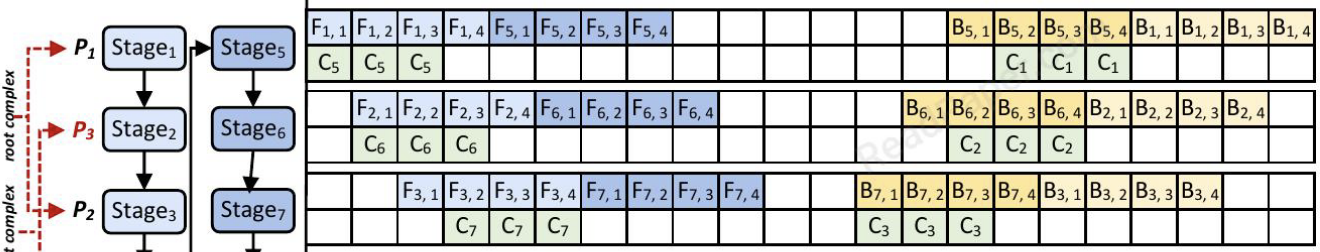 F1, 1 F1, 2 F1, 3 F1, 4 F5, 1 F5, 2 F5, 3 F5, 4 B5, 1 B5, 2 B5, 3 B5, 4 B1, 1 B1, 2 B1, 3 B1, 4
P1 Stage1 Stage5
C5 C5 C5 C1 C1 C1
root complex
F2, 1 F2, 2 F2, 3 F2, 4 F6, 1 F6, 2 F6, 3 F6, 4 B6, 1 B6, 2 B6, 3 B6, 4 B2, 1 B2, 2 B2, 3 B2, 4
P3 Stage2 Stage6
C6 C6 C6 C2 C2 C2
F3, 1 F3, 2 F3, 3 F3, 4 F7, 1 F7, 2 F7, 3 F7, 4 B7, 1 B7, 2 B7, 3 B7, 4 B3, 1 B3, 2 B3, 3 B3, 4
P2 Stage3 Stage7
C7 C7 C7 C3 C3 C3
t complex